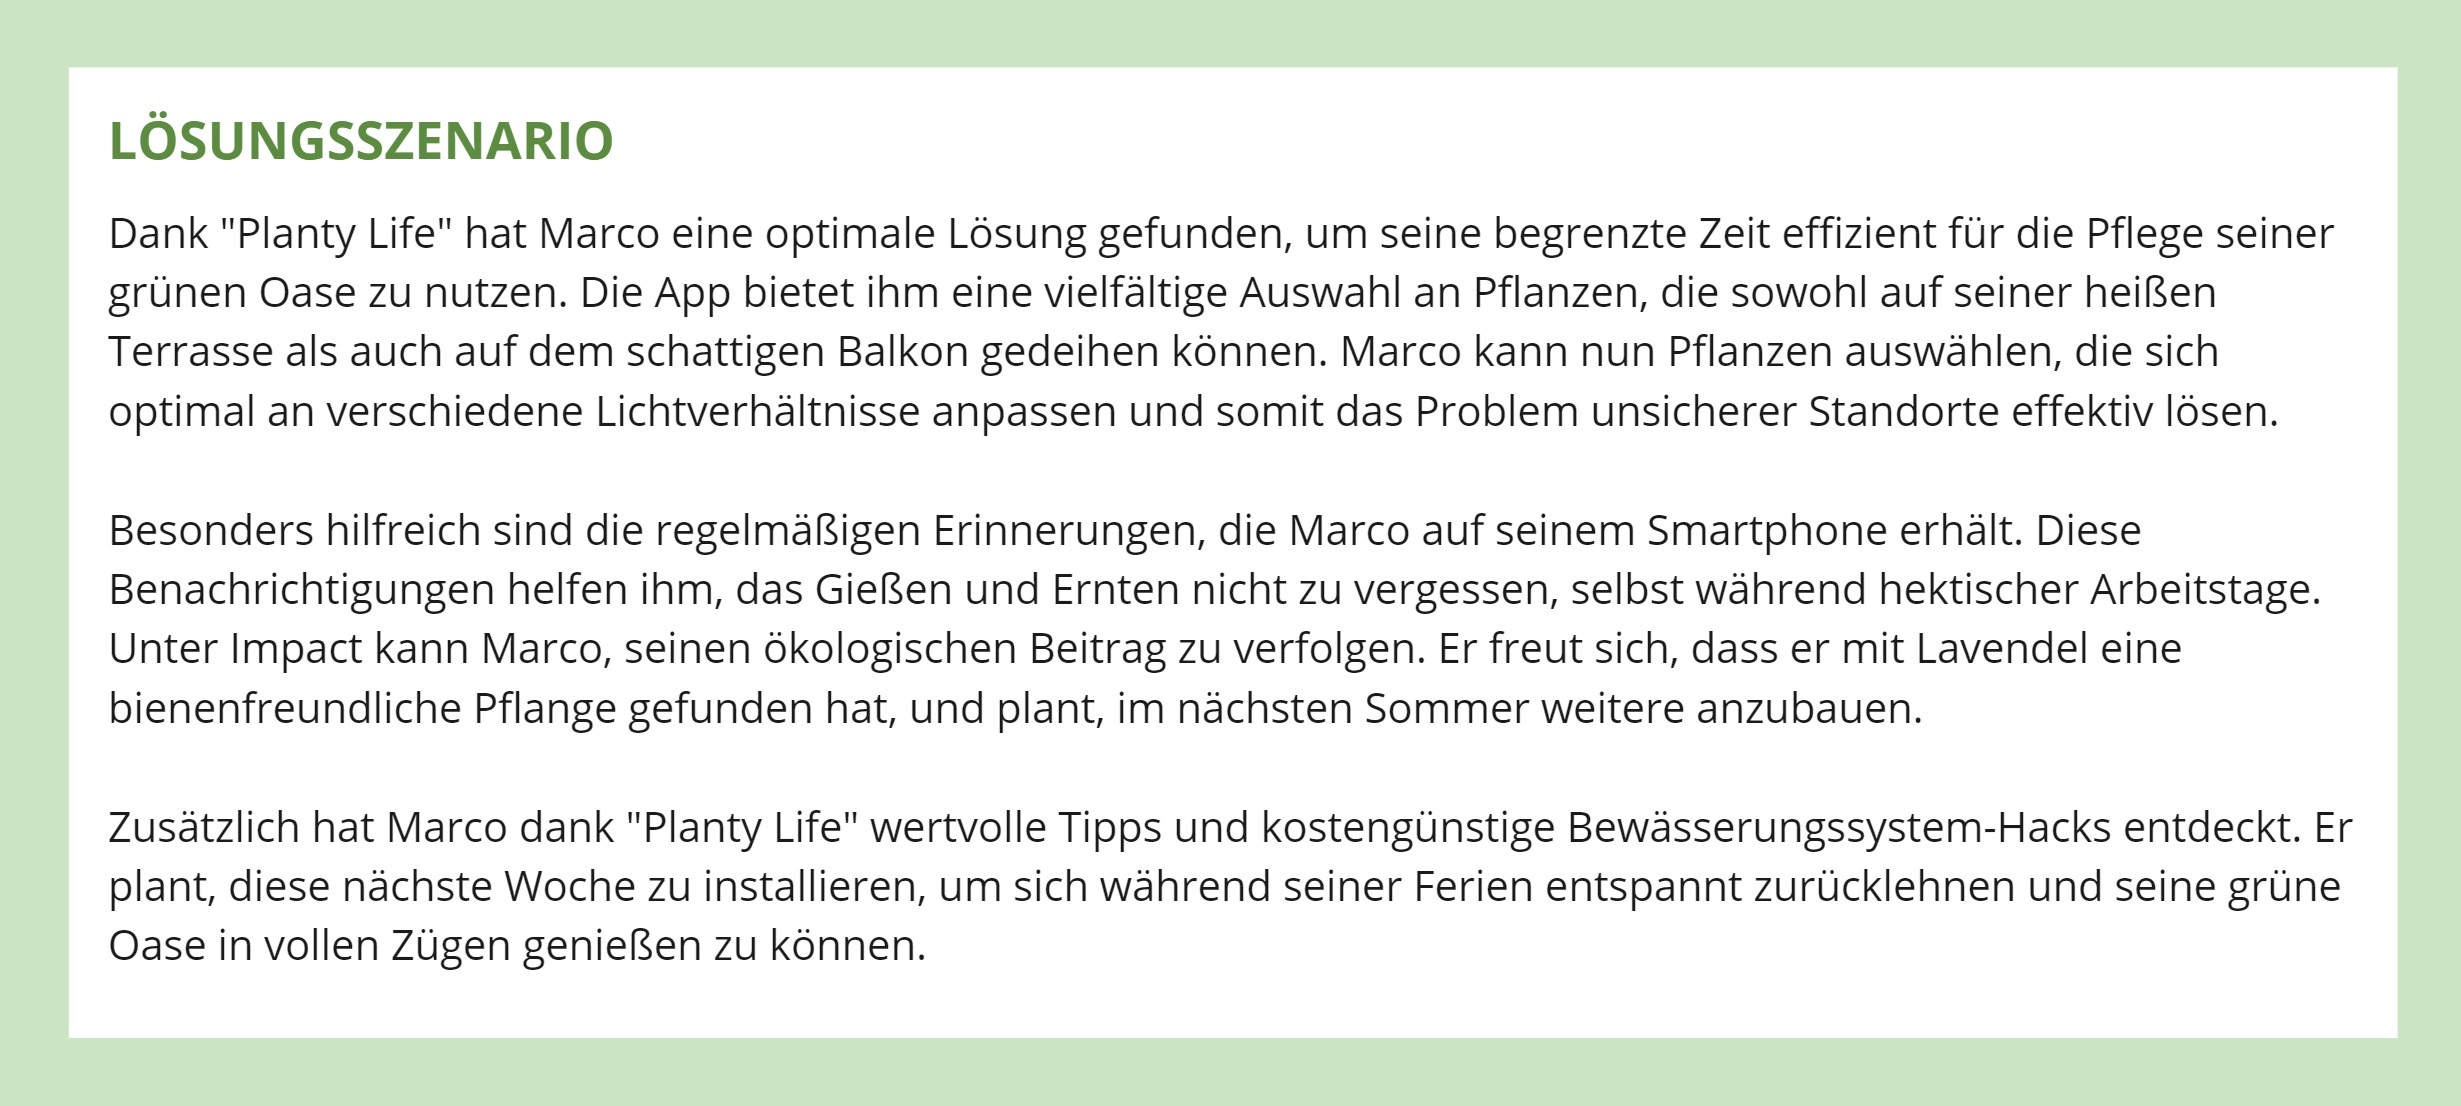 LÖSUNGSSZENARIO
Dank "Planty Life" hat Marco eine optimale Lösung gefunden, um seine begrenzte Zeit effizient für die Pflege seiner
grünen Oase zu nutzen. Die App bietet ihm eine vielfältige Auswahl an Pflanzen, die sowohl auf seiner heißen
Terrasse als auch auf dem schattigen Balkon gedeihen können. Marco kann nun Pflanzen auswählen, die sich
optimal an verschiedene Lichtverhältnisse anpassen und somit das Problem unsicherer Standorte effektiv lösen.
Besonders hilfreich sind die regelmäßigen Erinnerungen, die Marco auf seinem Smartphone erhält. Diese
Benachrichtigungen helfen ihm, das Gießen und Ernten nicht zu vergessen, selbst während hektischer Arbeitstage.
Unter Impact kann Marco, seinen ökologischen Beitrag zu verfolgen. Er freut sich, dass er mit Lavendel eine
bienenfreundliche Pflange gefunden hat, und plant, im nächsten Sommer weitere anzubauen.
Zusätzlich hat Marco dank "Planty Life" wertvolle Tipps und kostengünstige Bewässerungssystem-Hacks entdeckt. Er
plant, diese nächste Woche zu installieren, um sich während seiner Ferien entspannt zurücklehnen und seine grüne
Oase in vollen Zügen genießen zu können.